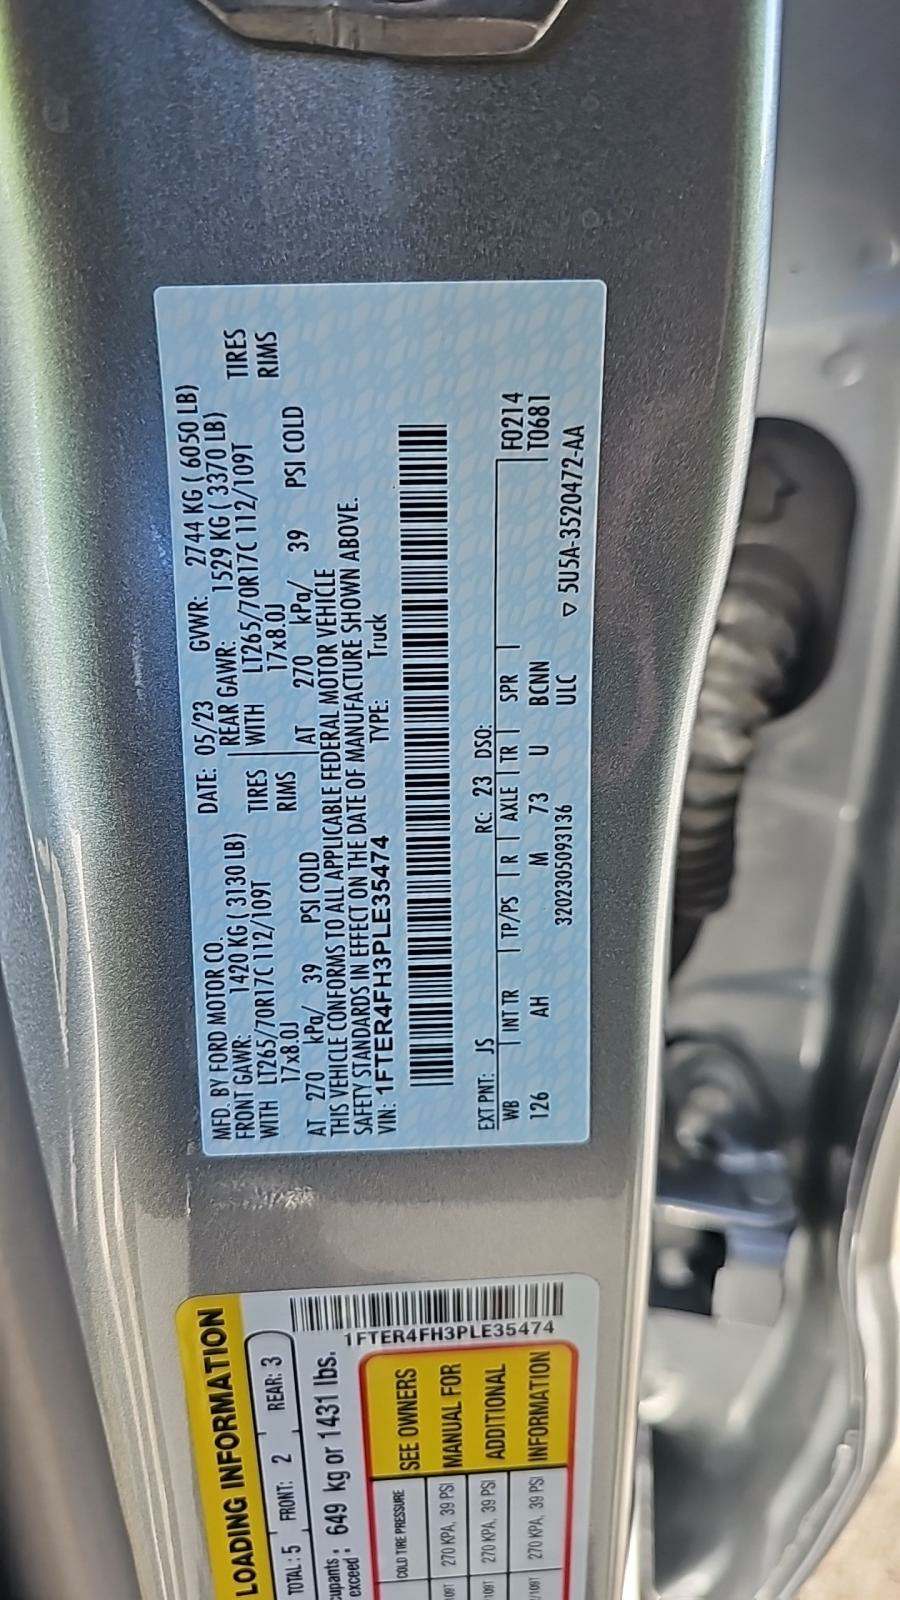 MFD. BY FORD MOTOR CO. DATE: 05/23 GVWR: 2744 KG ( 6050 LB)
FRONT GAWR: 1420 KG ( 3130 LB) REAR GAWR: 1529 KG ( 3370 LB)
WITH LT265/70R17C 112/109T TIRES WITH LT265/70R17C 112/109T TIRES
17x8.0J RIMS 17x8.0J RIMS
AT 270 kPa/ 39 PSI COLD AT 270 kPa/ 39 PSI COLD
THIS VEHICLE CONFORMS TO ALL APPLICABLE FEDERAL MOTOR VEHICLE
SAFETY STANDARDS IN EFFECT ON THE DATE OF MANUFACTURE SHOWN ABOVE.
VIN: 1FTER4FH3PLE35474 TYPE: Truck
EXT PNT: JS RC: 23 DSO: F0214
WB INT TR TP/PS R AXLE TR SPR T0681
126 AH M 73 U BCNN
3202305093136 ULC ▽ 5U5A-3520472-AA
LOADING INFORMATION
TOTAL: 5 FRONT: 2 REAR: 3
cupants
exceed : 649 kg or 1431 lbs.
1FTER4FH3PLE35474
COLD TIRE PRESSURE
270 KPA, 39 PSI
270 KPA, 39 PSI
270 KPA, 39 PSI
SEE OWNERS
MANUAL FOR
ADDITIONAL
INFORMATION